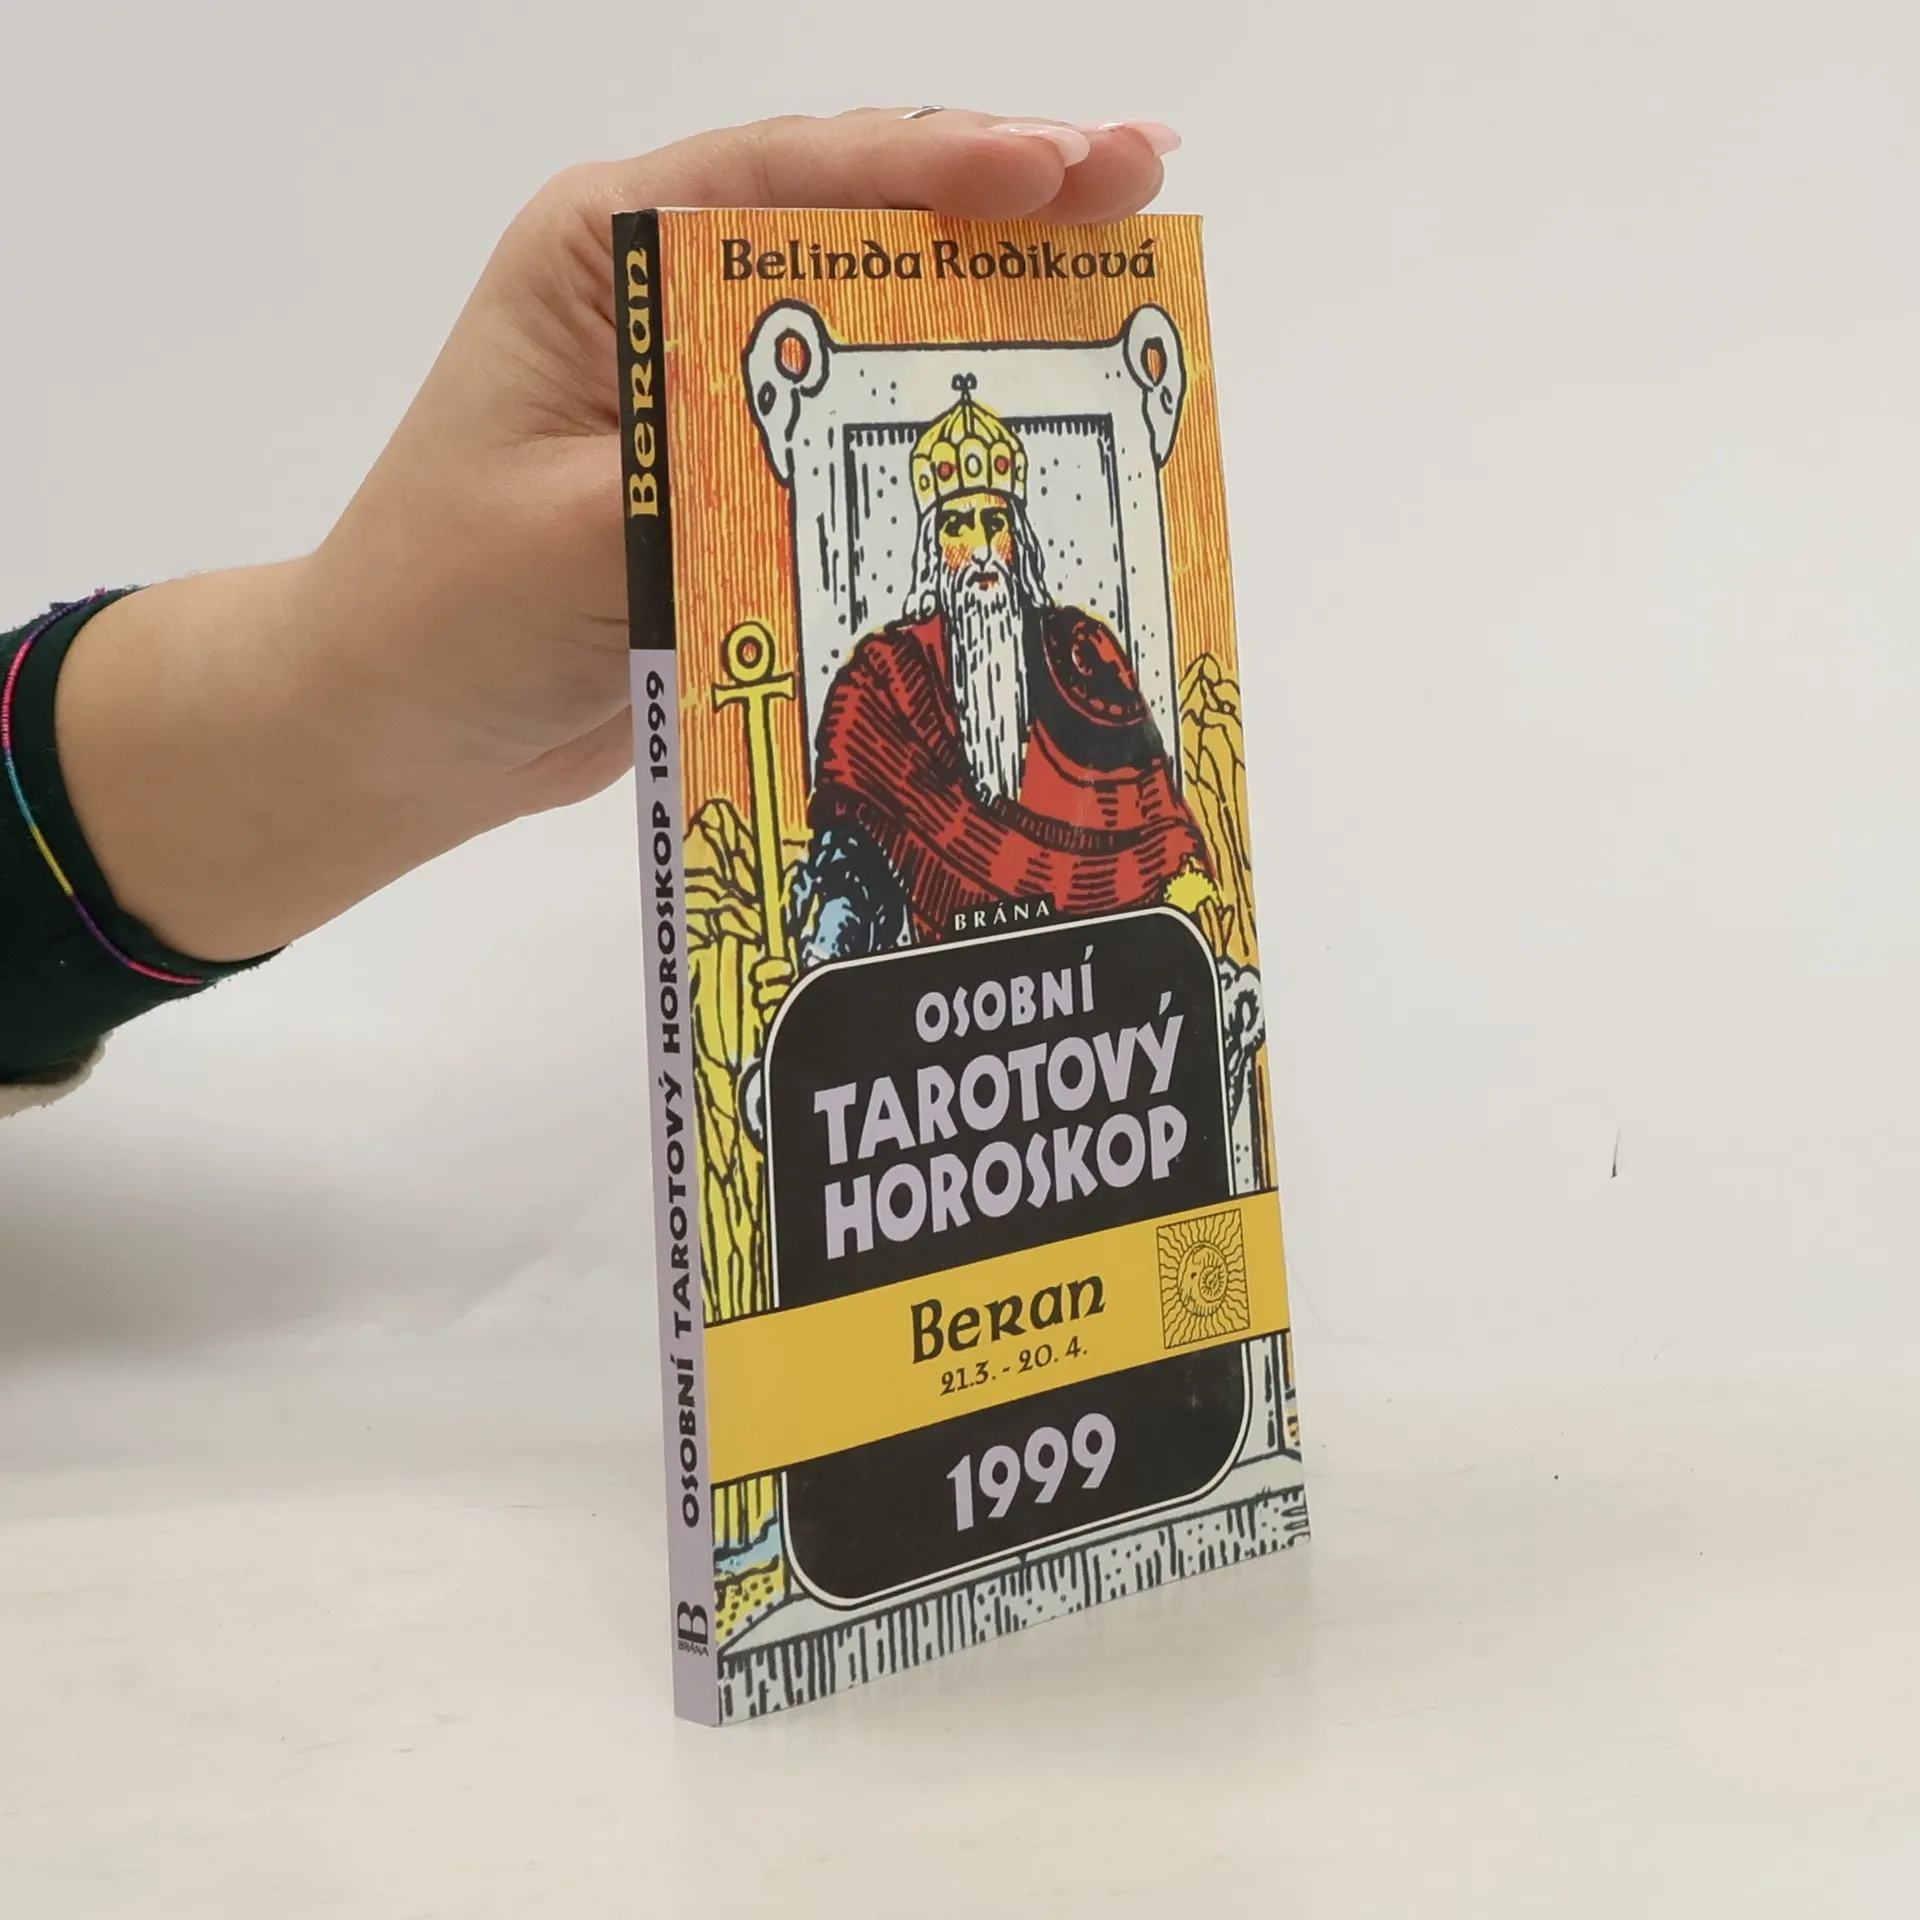 Beran
OSOBNÍ TAROTOVÝ HOROSKOP 1999
B
BRÁNA
Belinda Rodiková
BRÁNA
OSOBNÍ
TAROTOVÝ
HOROSKOP
Beran
21.3. - 20. 4.
1999